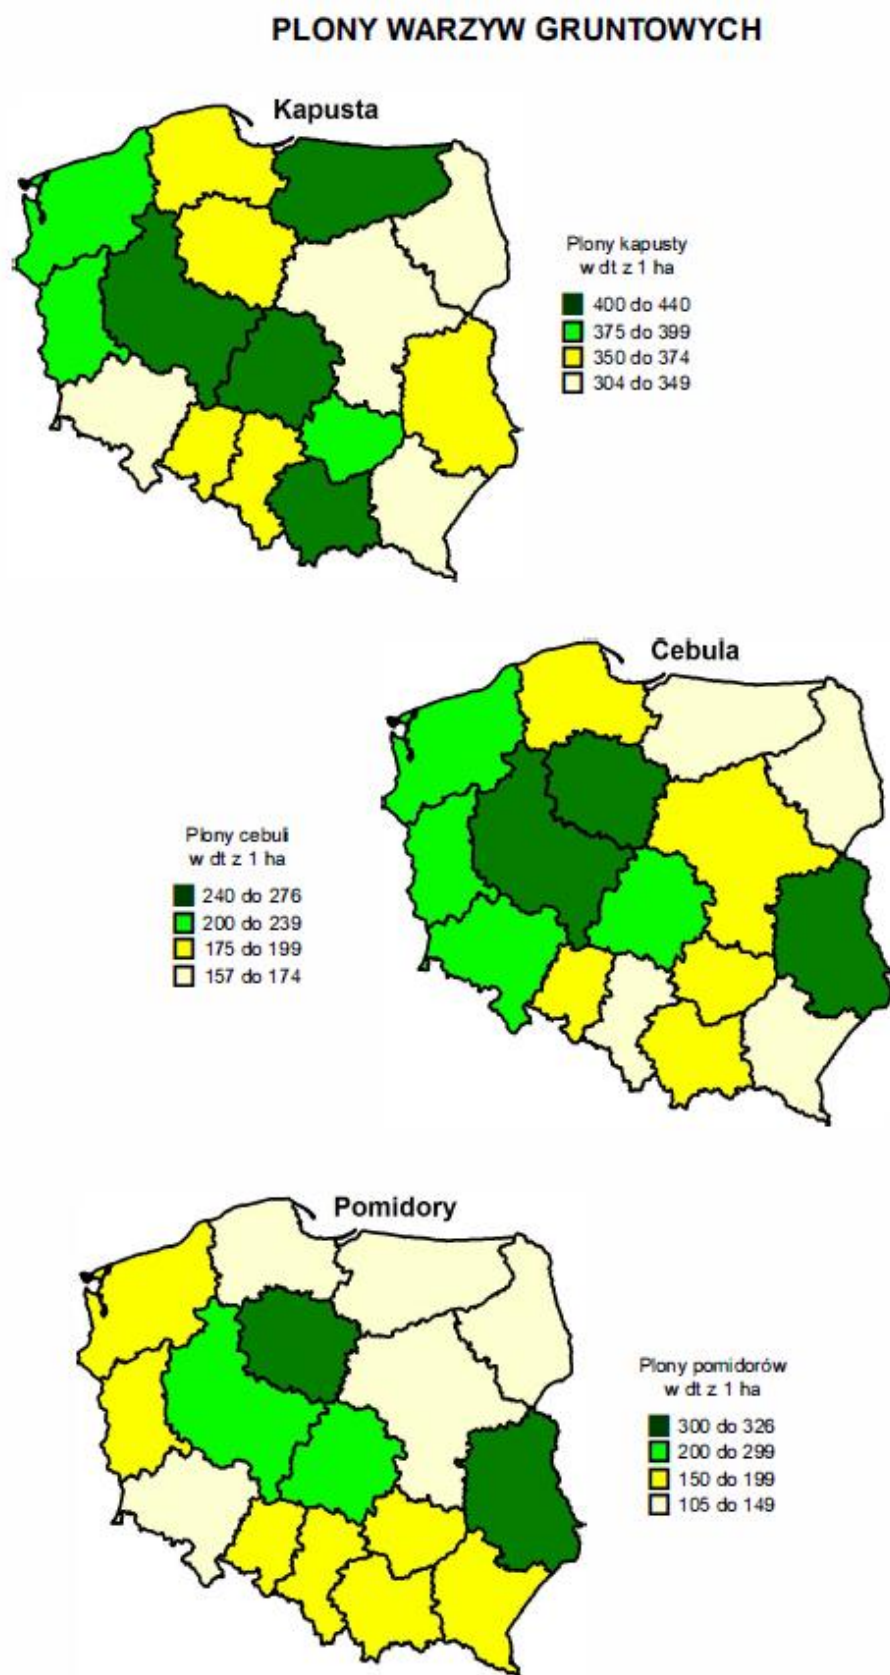 PLONY WARZYW GRUNTOWYCH
Kapusta
Plony kapusty
w dt z 1 ha
400 do 440
375 do 399
350 do 374
304 do 349
Cebula
Plony cebuli
w dt z 1 ha
240 do 276
200 do 239
175 do 199
157 do 174
Pomidory
Plony pomidorów
w dt z 1 ha
300 do 326
200 do 299
150 do 199
105 do 149